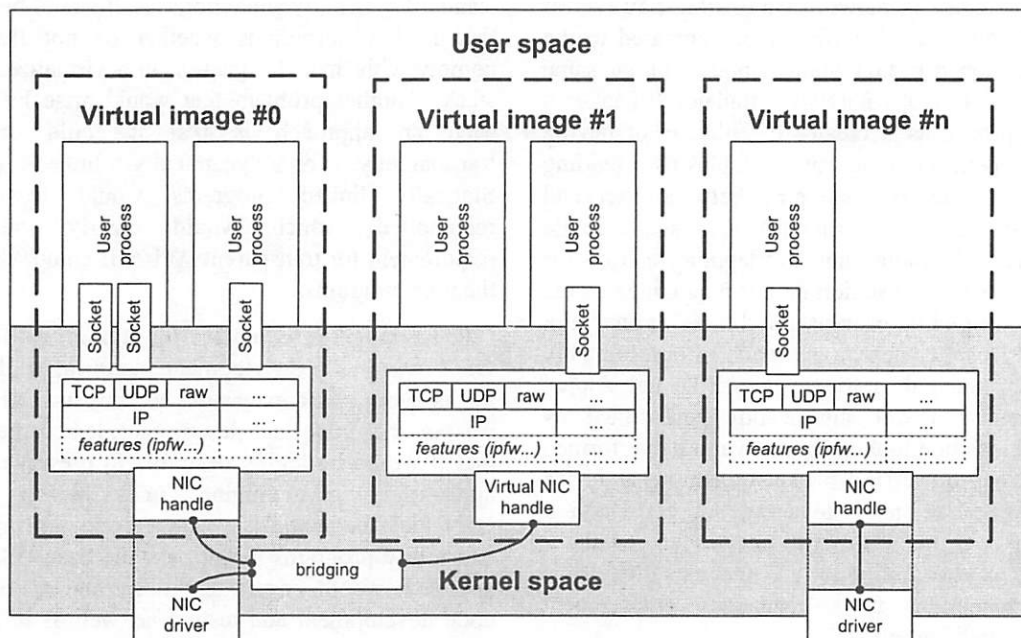 User space
Virtual image #0
Virtual image #1
Virtual image #n
User
process
User
process
User
process
User
process
User
process
Socket
Socket
Socket
Socket
Socket
TCP UDP raw ...
IP ...
features (ipfw...)
TCP UDP raw ...
IP ...
features (ipfw...)
TCP UDP raw ...
IP ...
features (ipfw...)
NIC
handle
Virtual NIC
handle
NIC
handle
bridging
Kernel space
NIC
driver
NIC
driver